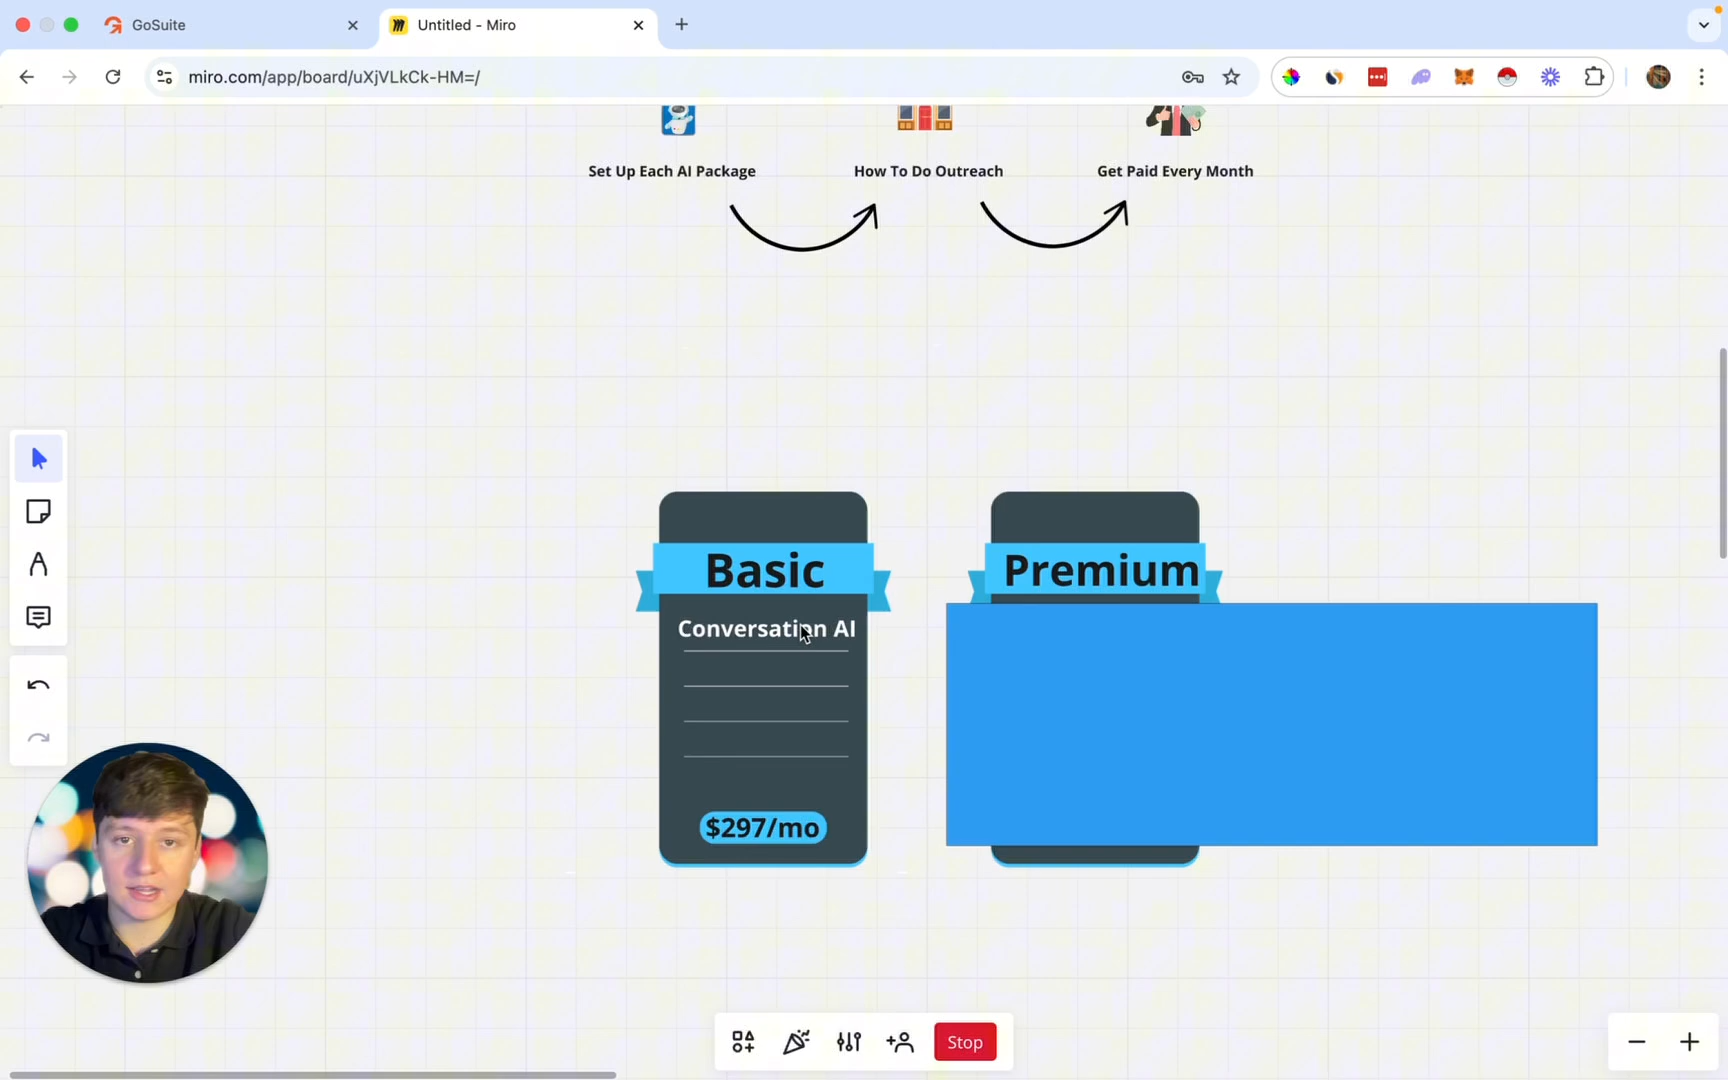 GoSuite
Untitled - Miro
miro.com/app/board/uXjVLkCk-HM=/
Set Up Each AI Package
How To Do Outreach
Get Paid Every Month
Basic
Premium
Conversation AI
$297/mo
Stop